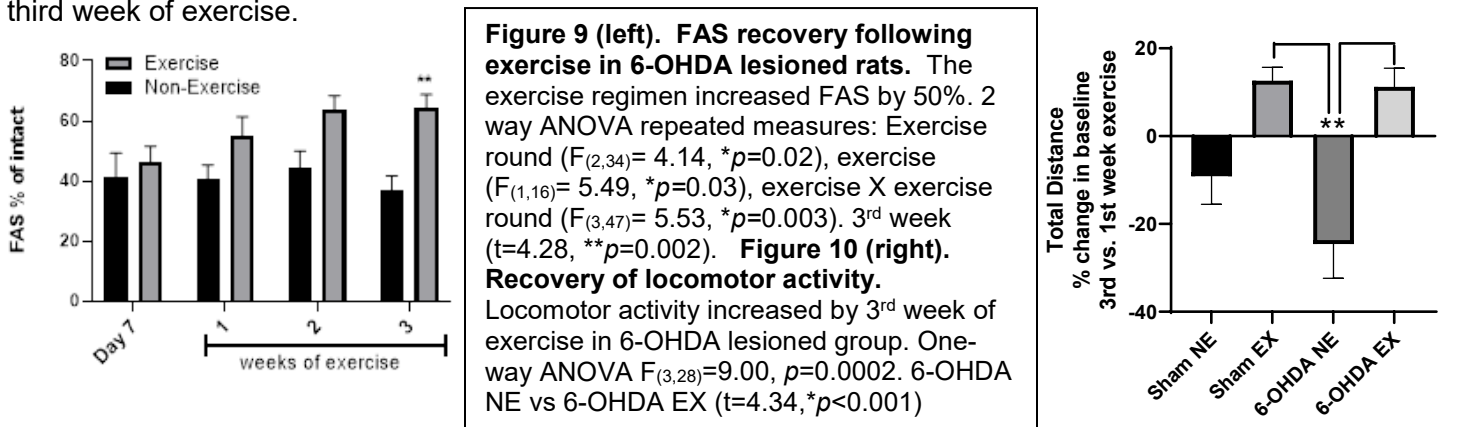 third week of exercise.
80
60
40
20
0
FAS % of intact
Exercise
Non-Exercise
**
Day 7
1
2
3
weeks of exercise
Figure 9 (left). FAS recovery following
exercise in 6-OHDA lesioned rats. The
exercise regimen increased FAS by 50%. 2
way ANOVA repeated measures: Exercise
round (F(2,34)= 4.14, *p=0.02), exercise
(F(1,16)= 5.49, *p=0.03), exercise X exercise
round (F(3,47)= 5.53, *p=0.003). 3rd week
(t=4.28, **p=0.002). Figure 10 (right).
Recovery of locomotor activity.
Locomotor activity increased by 3rd week of
exercise in 6-OHDA lesioned group. One-
way ANOVA F(3,28)=9.00, p=0.0002. 6-OHDA
NE vs 6-OHDA EX (t=4.34,*p<0.001)
Total Distance
% change in baseline
3rd vs. 1st week exercise
20
0
-20
-40
**
Sham NE
Sham EX
6-OHDA NE
6-OHDA EX